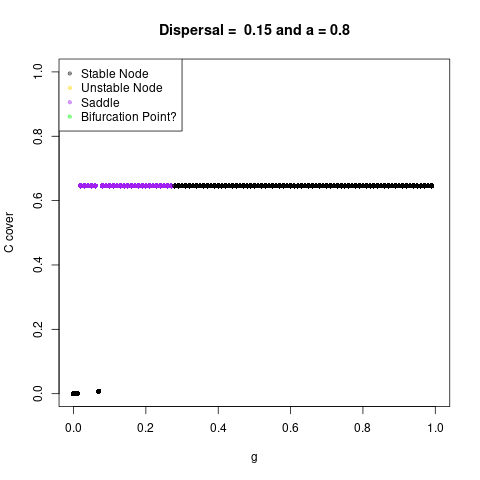 Dispersal =  0.15 and a = 0.8
Stable Node
Unstable Node
Saddle
Bifurcation Point?
1.0
0.8
0.6
0.4
0.2
0.0
C cover
0.0 0.2 0.4 0.6 0.8 1.0
g